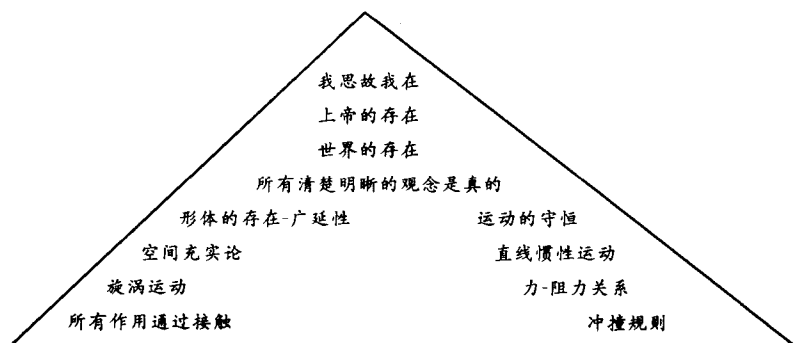 我思故我在
上帝的存在
世界的存在
所有清楚明晰的观念是真的
形体的存在-广延性 运动的守恒
空间充实论 直线惯性运动
旋涡运动 力-阻力关系
所有作用通过接触 冲撞规则